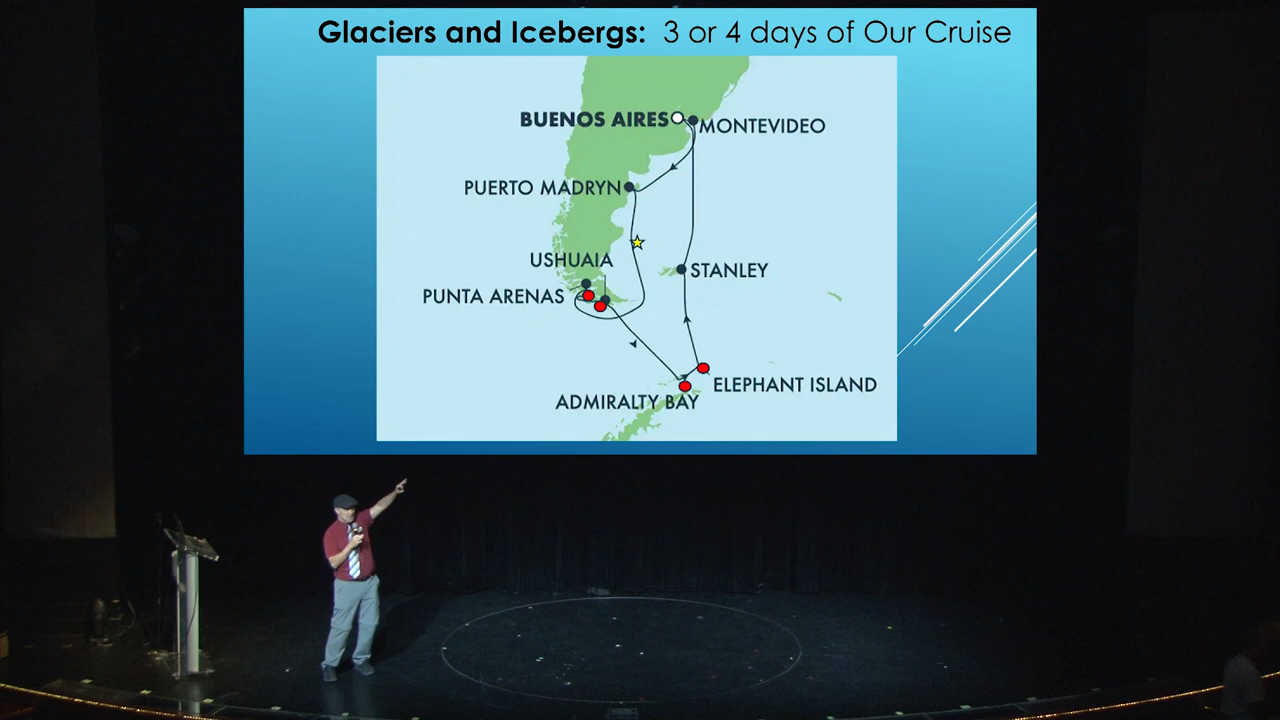 Glaciers and Icebergs: 3 or 4 days of Our Cruise
BUENOS AIRES
MONTEVIDEO
PUERTO MADRYN
USHUAIA
STANLEY
PUNTA ARENAS
ELEPHANT ISLAND
ADMIRALTY BAY